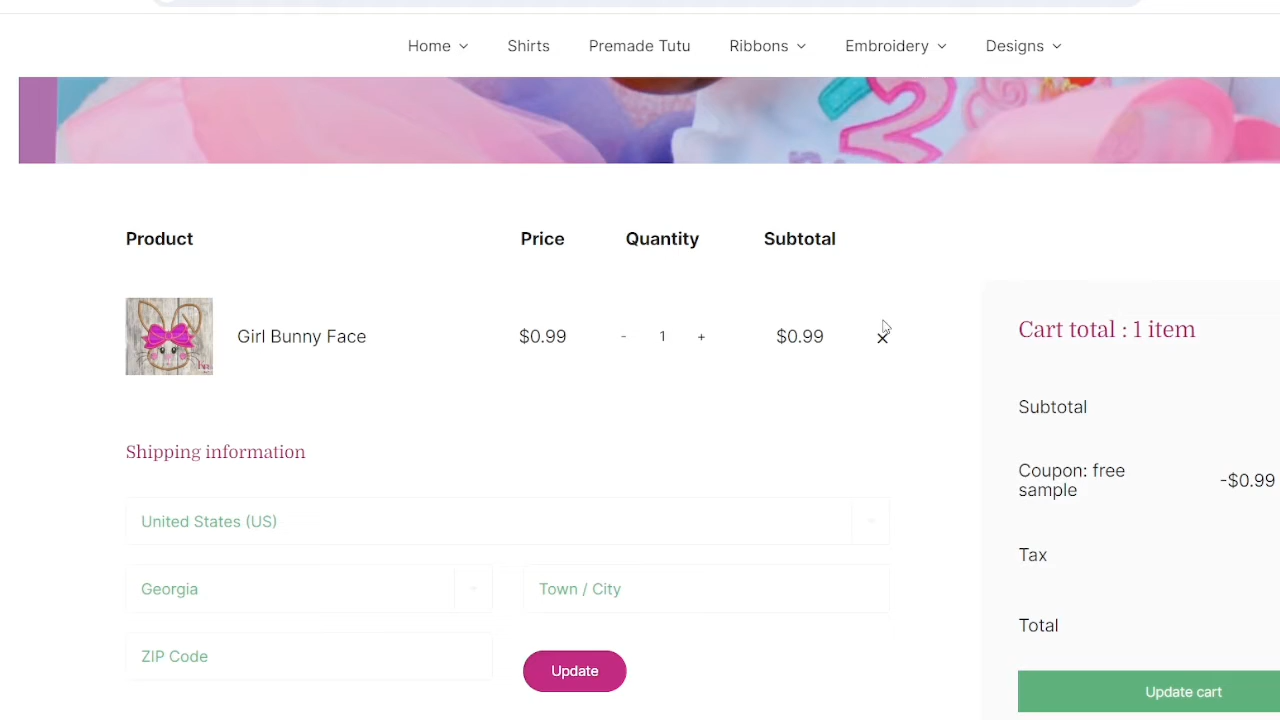 Home
Shirts
Premade Tutu
Ribbons
Embroidery
Designs
2
Product
Price
Quantity
Subtotal
Girl Bunny Face
$0.99
- 1 +
$0.99
×
Shipping information
United States (US)
Georgia
Town / City
ZIP Code
Update
Cart total : 1 item
Subtotal
Coupon: free
sample
-$0.99
Tax
Total
Update cart